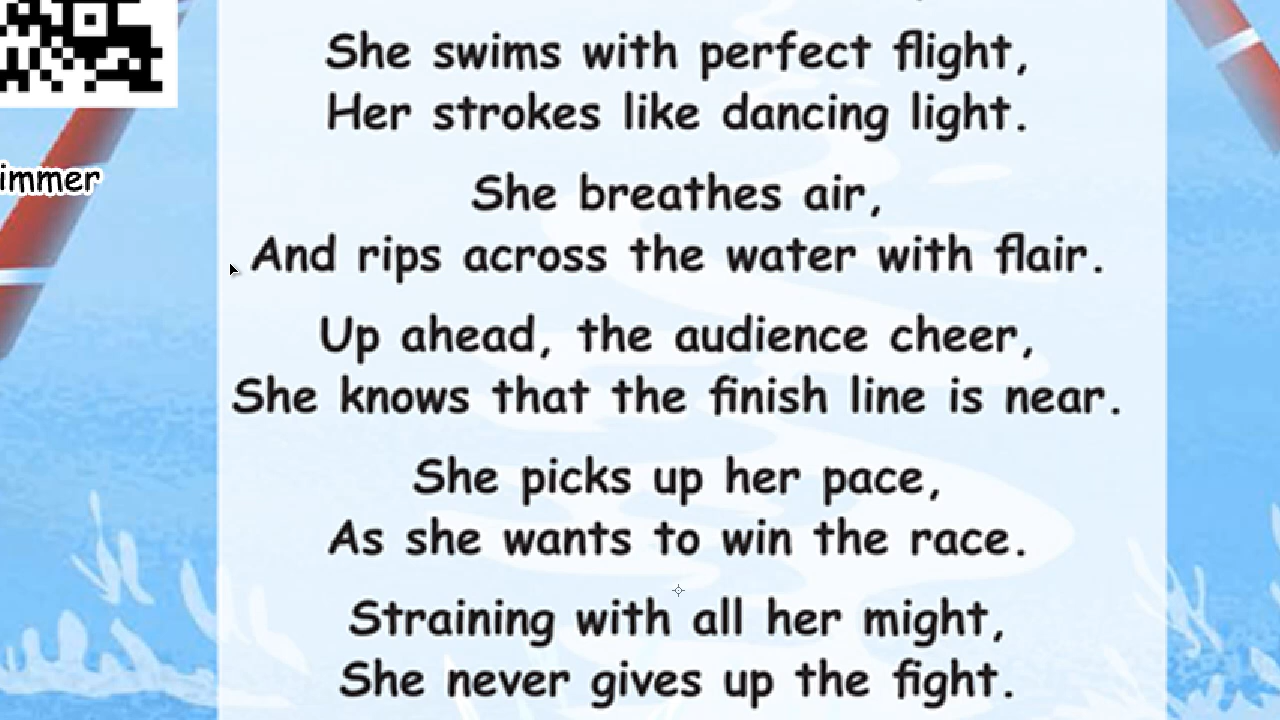 She swims with perfect flight,
Her strokes like dancing light.
immer
She breathes air,
And rips across the water with flair.
Up ahead, the audience cheer,
She knows that the finish line is near.
She picks up her pace,
As she wants to win the race.
Straining with all her might,
She never gives up the fight.